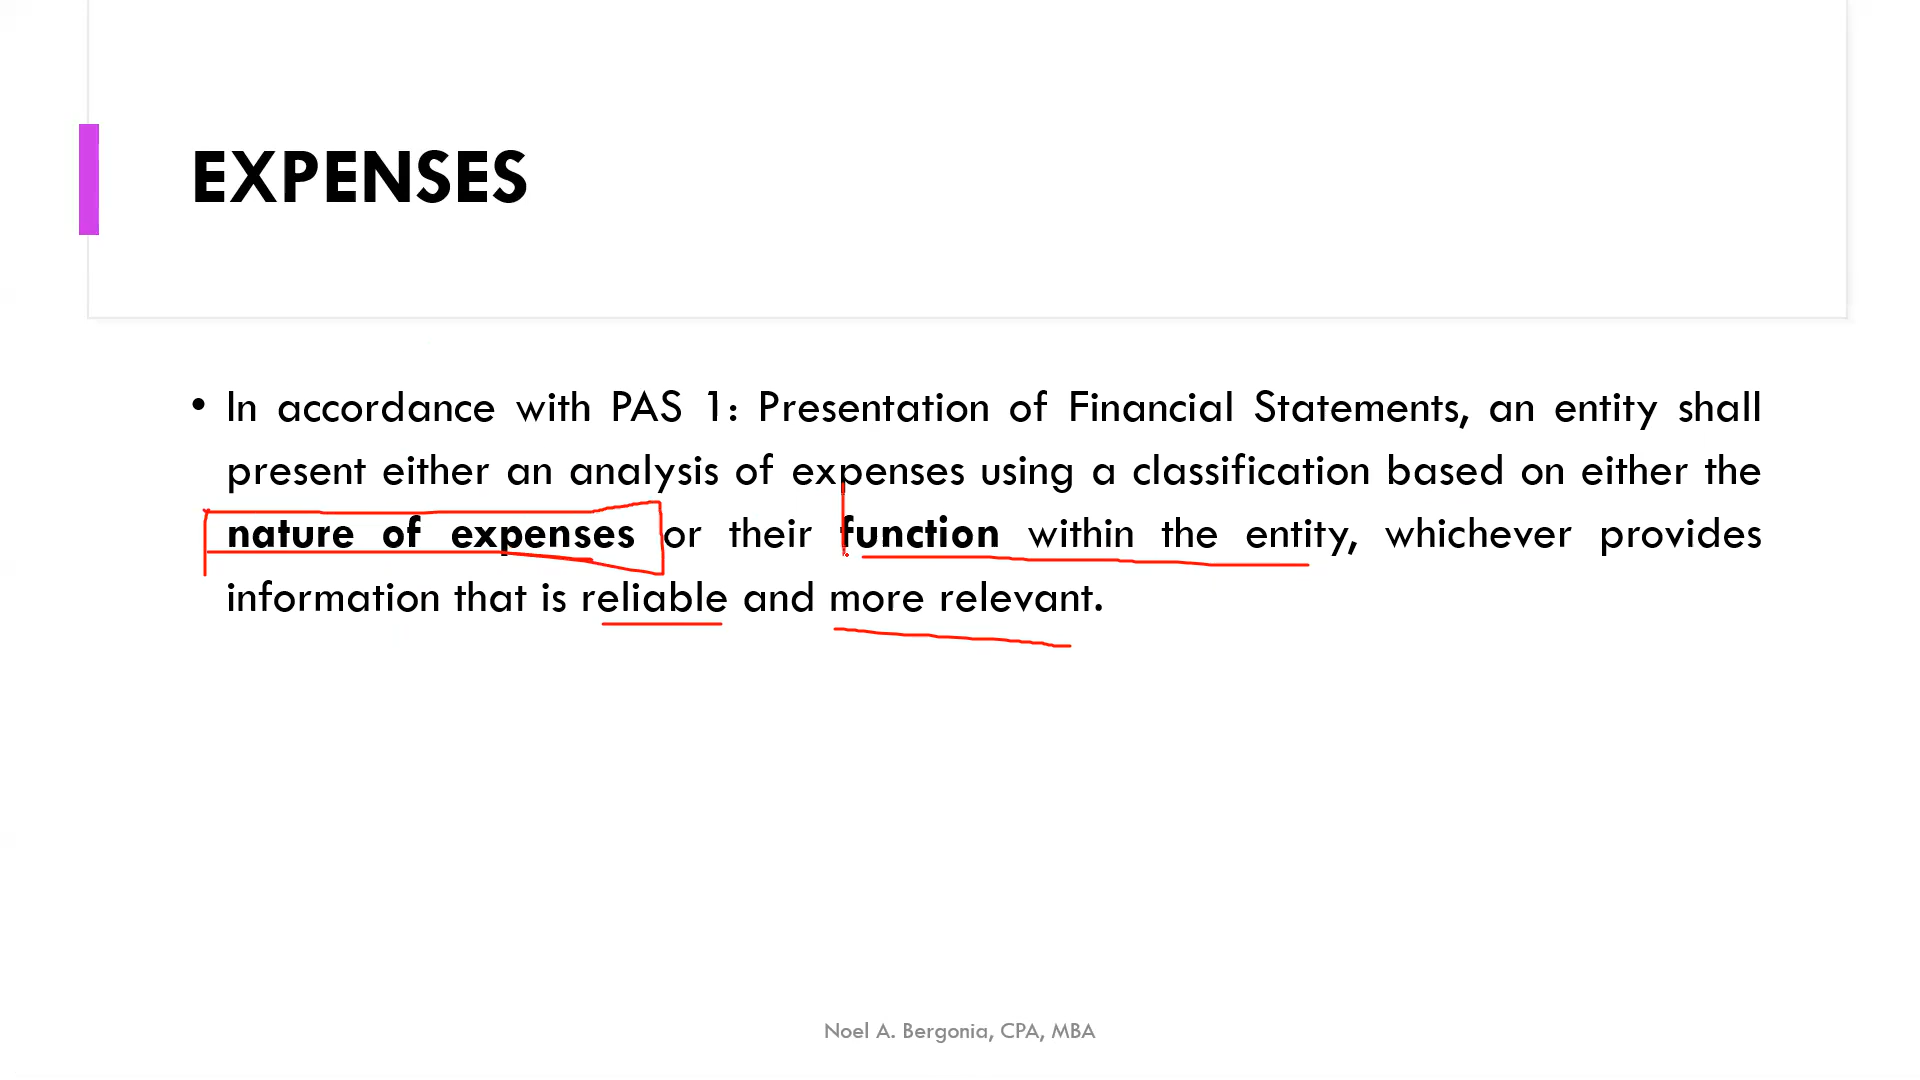 EXPENSES
• In accordance with PAS 1: Presentation of Financial Statements, an entity shall
present either an analysis of expenses using a classification based on either the
nature of expenses or their function within the entity, whichever provides
information that is reliable and more relevant.
Noel A. Bergonia, CPA, MBA